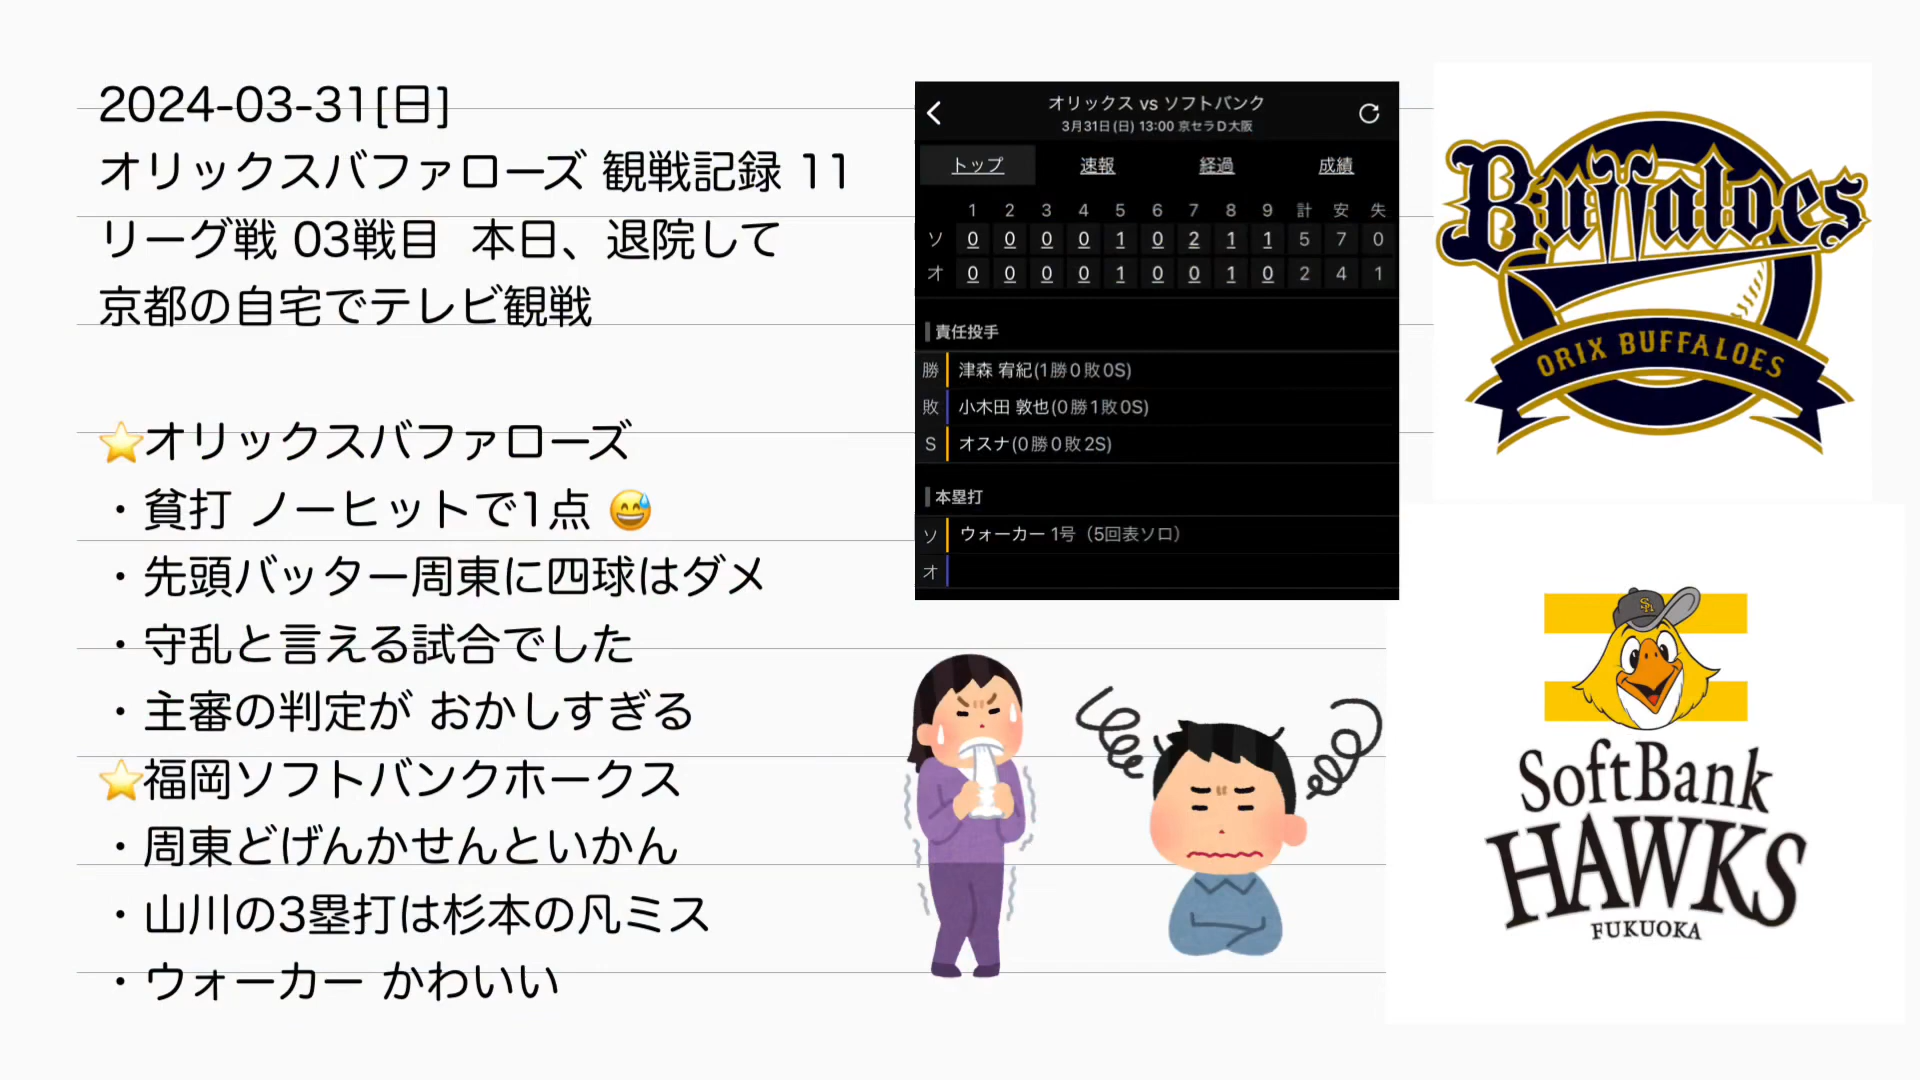 2024-03-31[日]
オリックスバファローズ 観戦記録 11
リーグ戦 03戦目 本日、退院して
京都の自宅でテレビ観戦
⭐オリックスバファローズ
・貧打 ノーヒットで1点 😅
・先頭バッター周東に四球はダメ
・守乱と言える試合でした
・主審の判定が おかしすぎる
⭐福岡ソフトバンクホークス
・周東どげんかせんといかん
・山川の3塁打は杉本の凡ミス
・ウォーカー かわいい
オリックス vs ソフトバンク
3月31日(日) 13:00 京セラD大阪
トップ 速報 経過 成績
1 2 3 4 5 6 7 8 9 計 安 失
ソ 0 0 0 0 1 0 2 1 1 5 7 0
オ 0 0 0 0 1 0 0 1 0 2 4 1
責任投手
勝 津森 宥紀(1勝0敗0S)
敗 小木田 敦也(0勝1敗0S)
S オスナ(0勝0敗2S)
本塁打
ソ ウォーカー 1号（5回表ソロ）
オ
Buffaloes
ORIX BUFFALOES
SoftBank
HAWKS
FUKUOKA